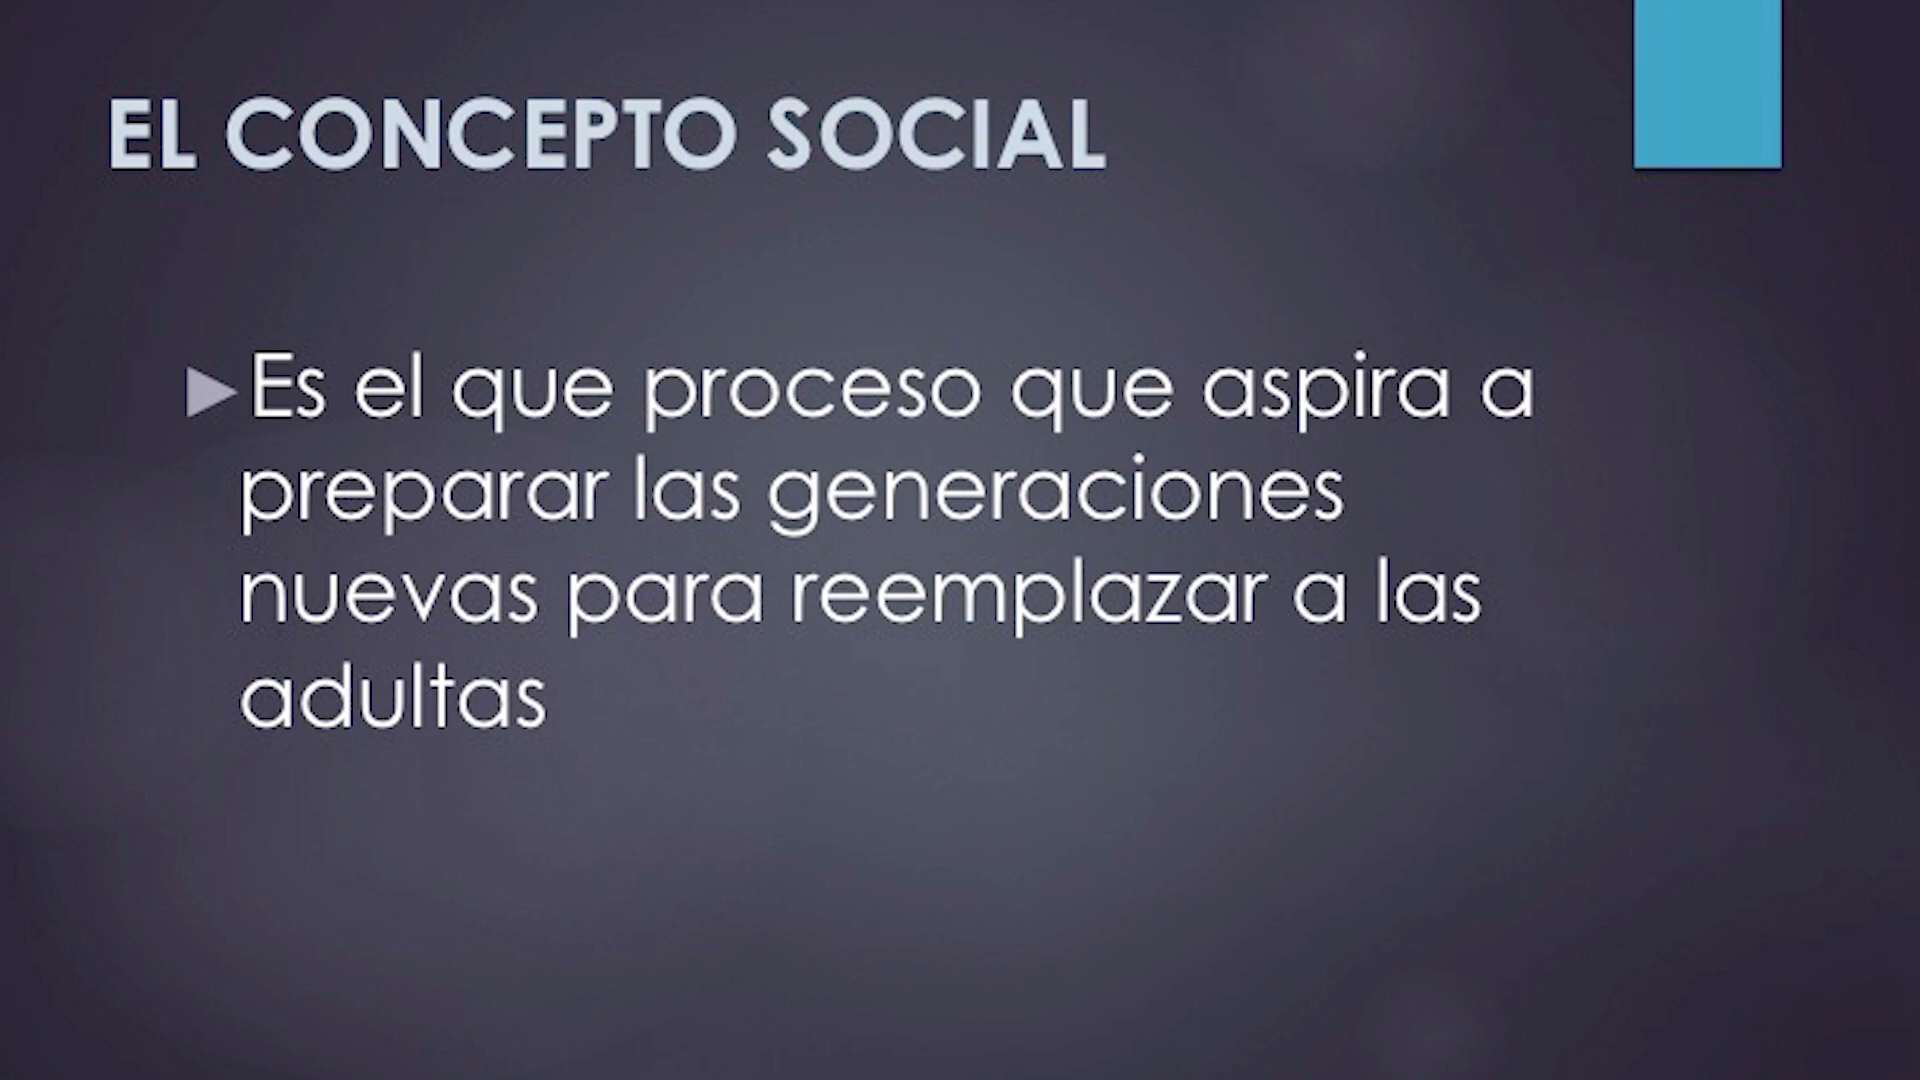 EL CONCEPTO SOCIAL
Es el que proceso que aspira a
preparar las generaciones
nuevas para reemplazar a las
adultas